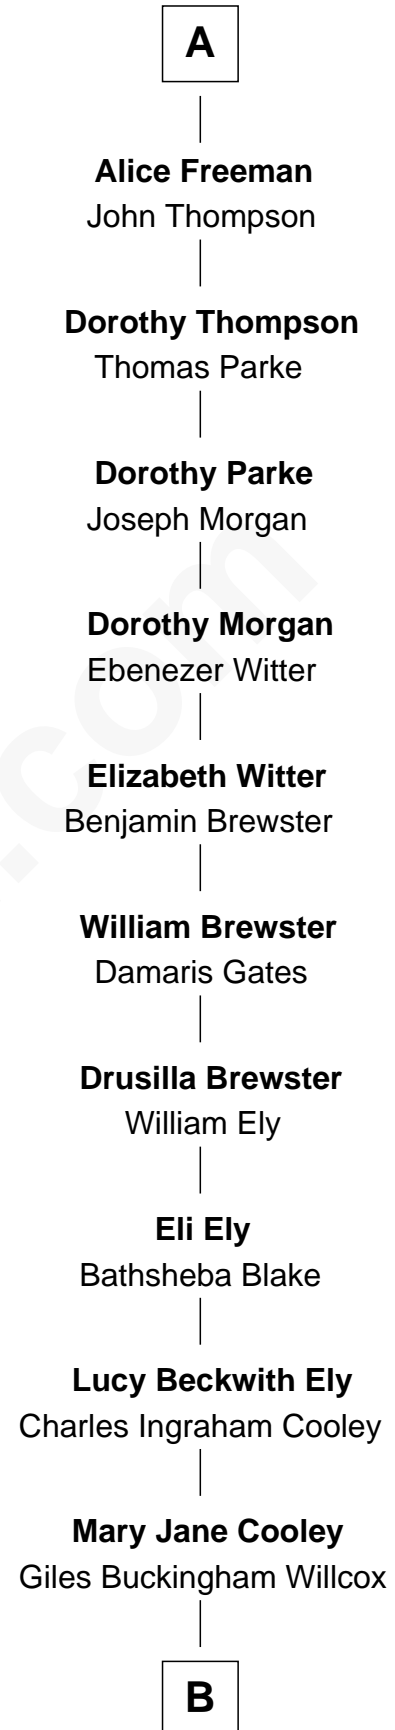 A
Alice Freeman
John Thompson
Dorothy Thompson
Thomas Parke
Dorothy Parke
Joseph Morgan
Dorothy Morgan
Ebenezer Witter
Elizabeth Witter
Benjamin Brewster
William Brewster
Damaris Gates
Drusilla Brewster
William Ely
Eli Ely
Bathsheba Blake
Lucy Beckwith Ely
Charles Ingraham Cooley
Mary Jane Cooley
Giles Buckingham Willcox
B
.com